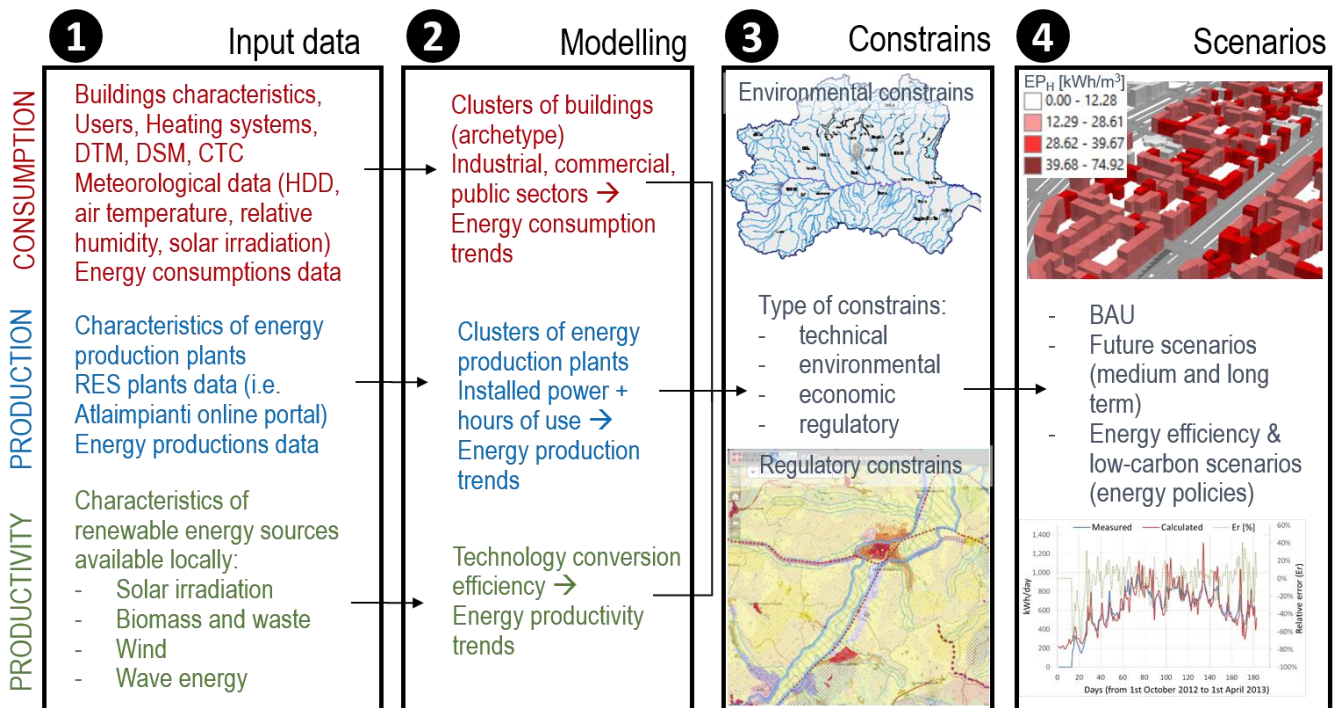 1 Input data
CONSUMPTION
Buildings characteristics,
Users, Heating systems,
DTM, DSM, CTC
Meteorological data (HDD,
air temperature, relative
humidity, solar irradiation)
Energy consumptions data
PRODUCTION
Characteristics of energy
production plants
RES plants data (i.e.
Atlaimpianti online portal)
Energy productions data
PRODUCTIVITY
Characteristics of
renewable energy sources
available locally:
- Solar irradiation
- Biomass and waste
- Wind
- Wave energy
2 Modelling
Clusters of buildings
(archetype)
Industrial, commercial,
public sectors →
Energy consumption
trends
Clusters of energy
production plants
Installed power +
hours of use →
Energy production
trends
Technology conversion
efficiency →
Energy productivity
trends
3 Constrains
Environmental constrains
Type of constrains:
- technical
- environmental
- economic
- regulatory
Regulatory constrains
4 Scenarios
EPH [kWh/m³]
0.00 - 12.28
12.29 - 28.61
28.62 - 39.67
39.68 - 74.92
- BAU
- Future scenarios
(medium and long
term)
- Energy efficiency &
low-carbon scenarios
(energy policies)
Measured Calculated Er [%]
kWh/day
1,400
1,200
1,000
800
600
400
200
0
60%
40%
20%
0%
-20%
-40%
-60%
-80%
-100%
Relative error (Er)
0 20 40 60 80 100 120 140 160 180
Days (from 1st October 2012 to 1st April 2013)